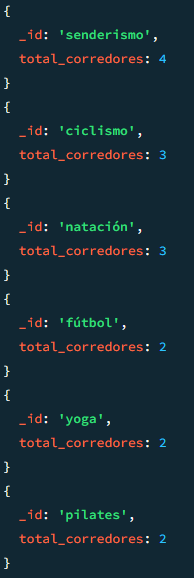 _id: 'senderismo',
total_corredores: 4
}
{
_id: 'ciclismo',
total_corredores: 3
}
{
_id: 'natación',
total_corredores: 3
}
{
_id: 'fútbol',
total_corredores: 2
}
{
_id: 'yoga',
total_corredores: 2
}
{
_id: 'pilates',
total_corredores: 2
}